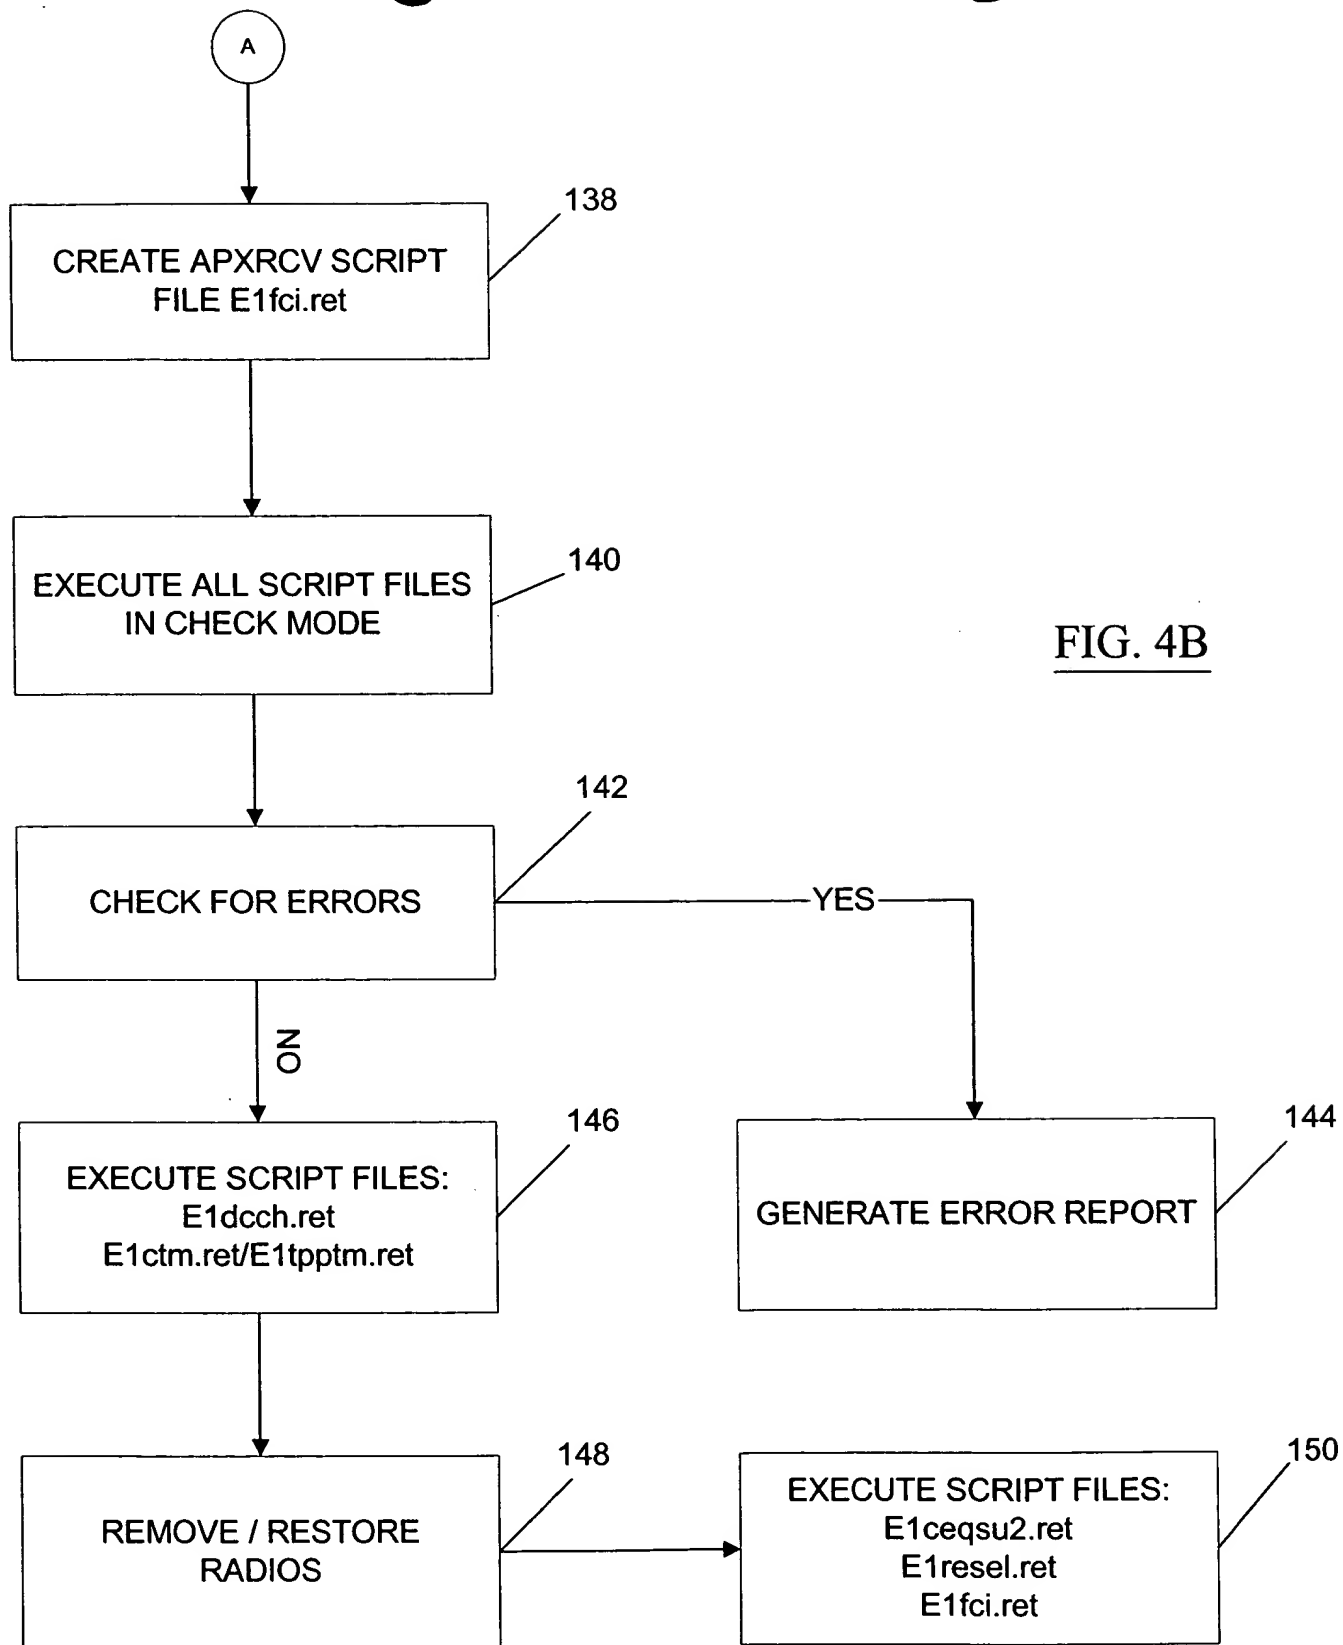 A
138
CREATE APXRCV SCRIPT
FILE E1fci.ret
140
EXECUTE ALL SCRIPT FILES
IN CHECK MODE
FIG. 4B
142
CHECK FOR ERRORS
YES
NO
146
EXECUTE SCRIPT FILES:
E1dcch.ret
E1ctm.ret/E1tpptm.ret
144
GENERATE ERROR REPORT
148
REMOVE / RESTORE
RADIOS
150
EXECUTE SCRIPT FILES:
E1ceqsu2.ret
E1resel.ret
E1fci.ret